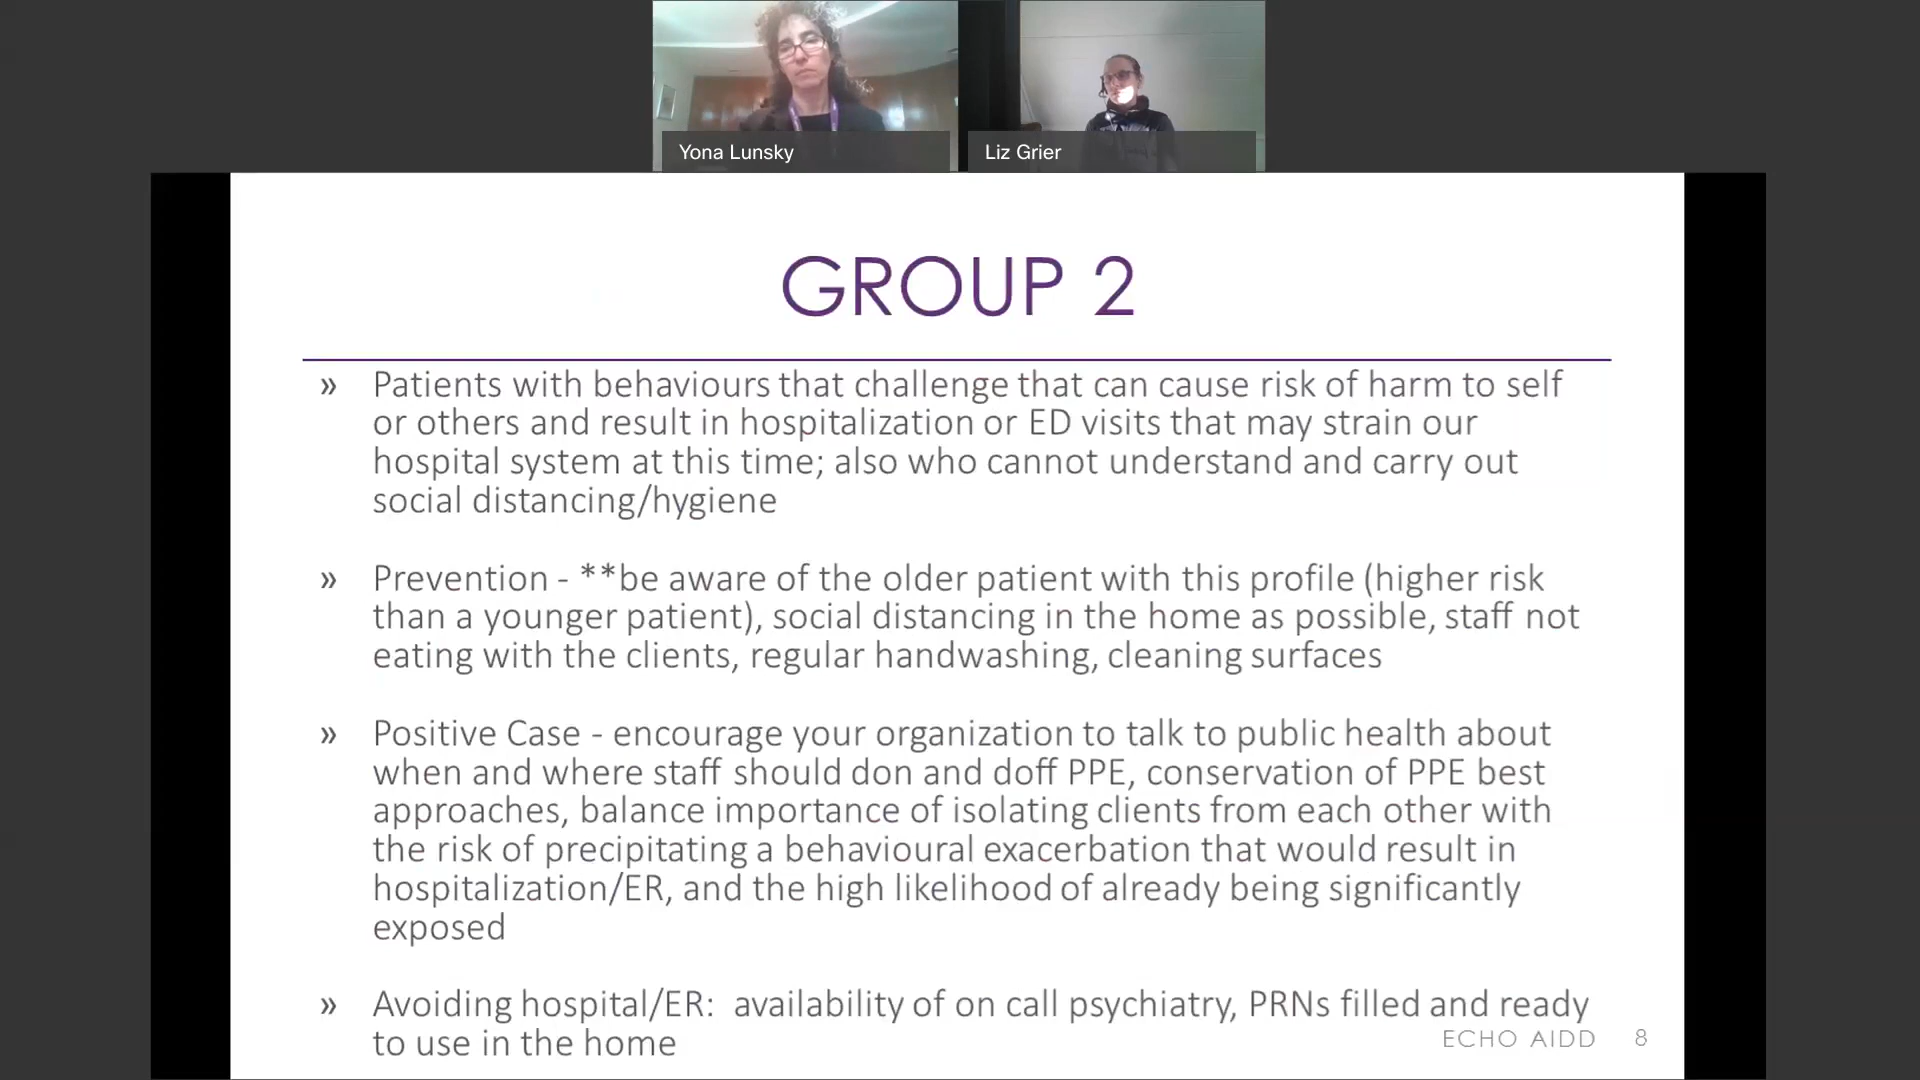 Yona Lunsky
Liz Grier
GROUP 2
» Patients with behaviours that challenge that can cause risk of harm to self
or others and result in hospitalization or ED visits that may strain our
hospital system at this time; also who cannot understand and carry out
social distancing/hygiene
» Prevention - **be aware of the older patient with this profile (higher risk
than a younger patient), social distancing in the home as possible, staff not
eating with the clients, regular handwashing, cleaning surfaces
» Positive Case - encourage your organization to talk to public health about
when and where staff should don and doff PPE, conservation of PPE best
approaches, balance importance of isolating clients from each other with
the risk of precipitating a behavioural exacerbation that would result in
hospitalization/ER, and the high likelihood of already being significantly
exposed
» Avoiding hospital/ER:  availability of on call psychiatry, PRNs filled and ready
to use in the home
ECHO AIDD 8